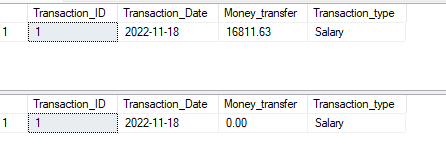 Transaction_ID Transaction_Date Money_transfer Transaction_type
1 1 2022-11-18 16811.63 Salary
Transaction_ID Transaction_Date Money_transfer Transaction_type
1 1 2022-11-18 0.00 Salary